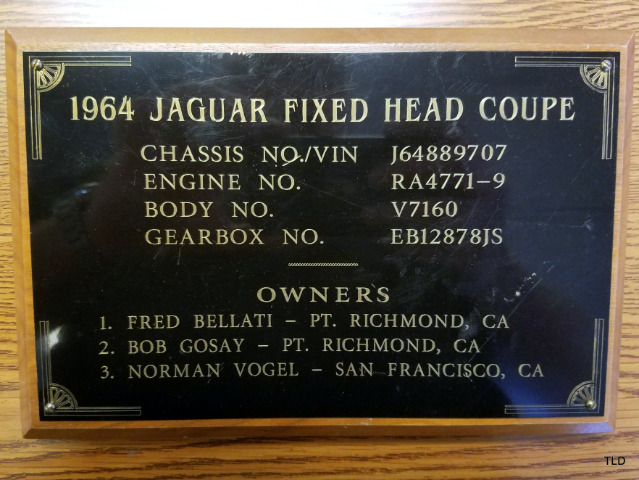 1964 JAGUAR FIXED HEAD COUPE
CHASSIS NO./VIN J64889707
ENGINE NO. RA4771-9
BODY NO. V7160
GEARBOX NO. EB12878JS
OWNERS
1. FRED BELLATI - PT. RICHMOND, CA
2. BOB GOSAY - PT. RICHMOND, CA
3. NORMAN VOGEL - SAN FRANCISCO, CA
TLD